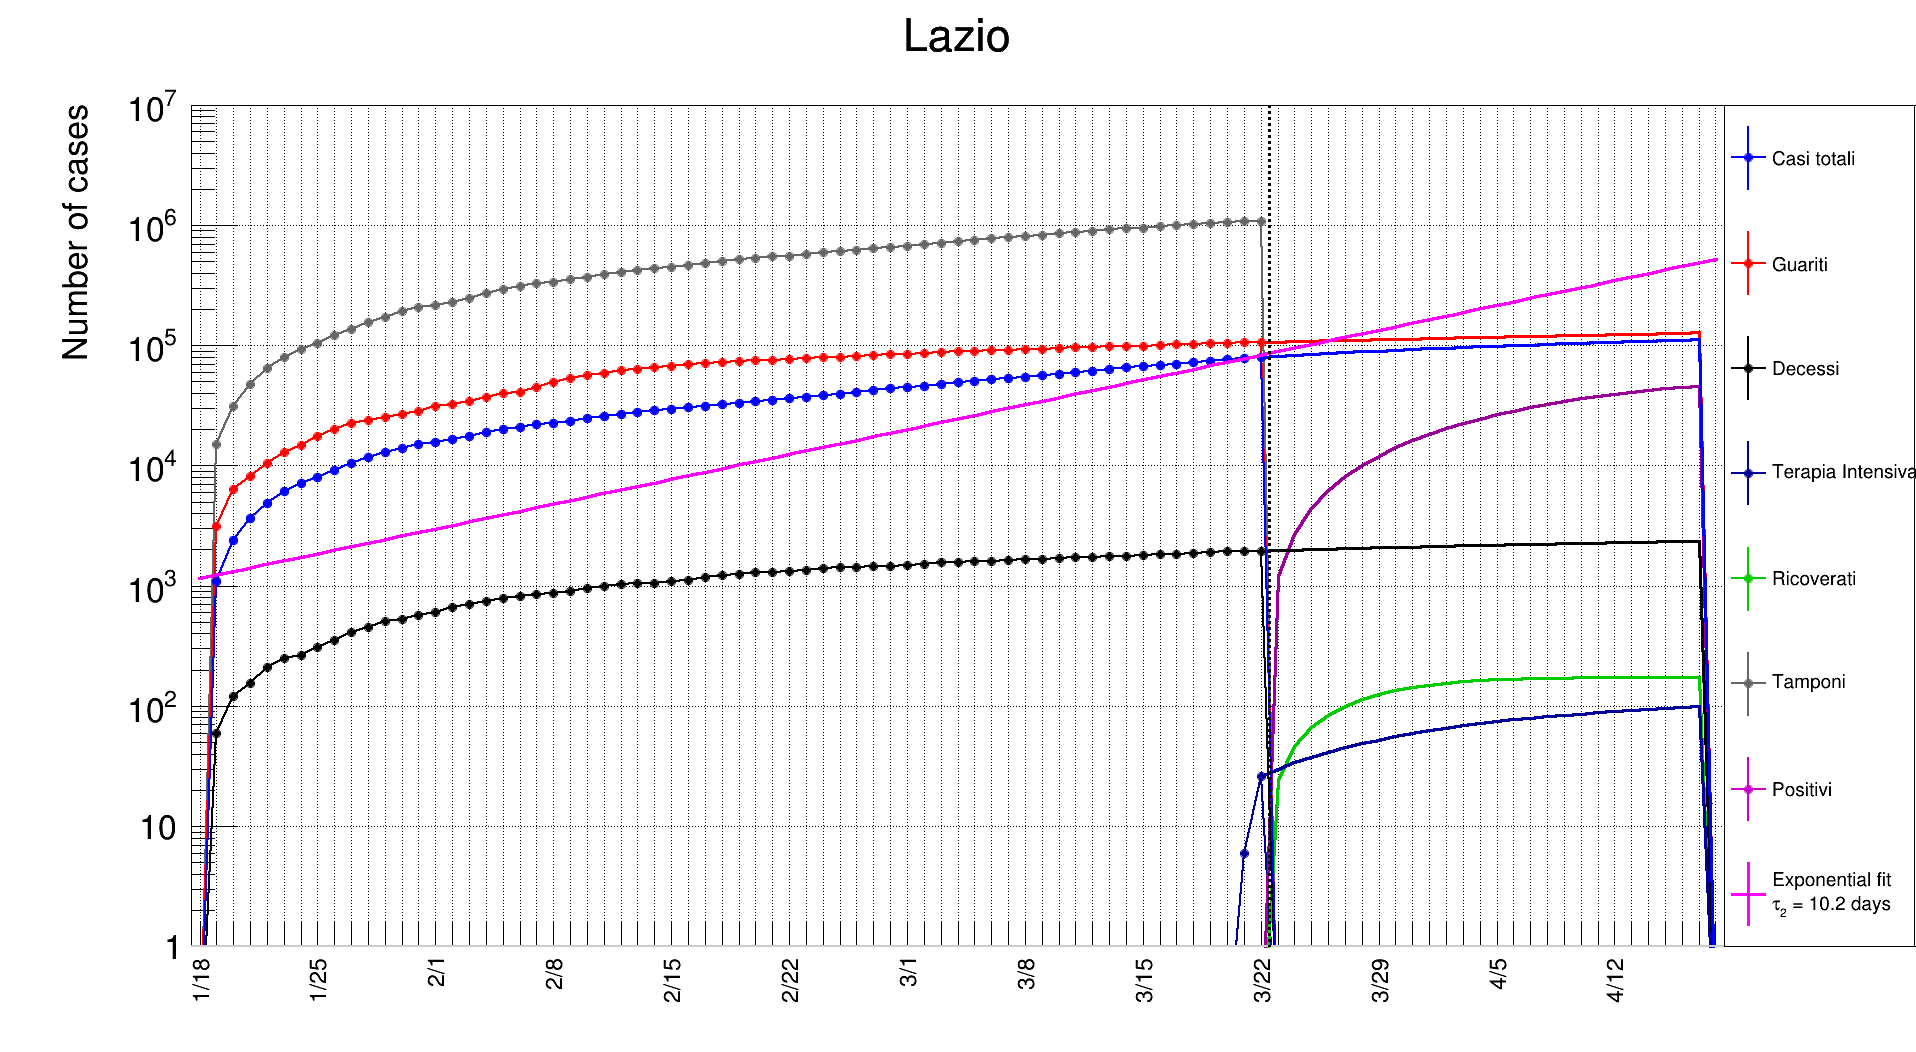 Lazio
Number of cases
10^7
10^6
10^5
10^4
10^3
10^2
10
1
1/18
1/25
2/1
2/8
2/15
2/22
3/1
3/8
3/15
3/22
3/29
4/5
4/12
Casi totali
Guariti
Decessi
Terapia Intensiva
Ricoverati
Tamponi
Positivi
Exponential fit
τ_2 = 10.2 days